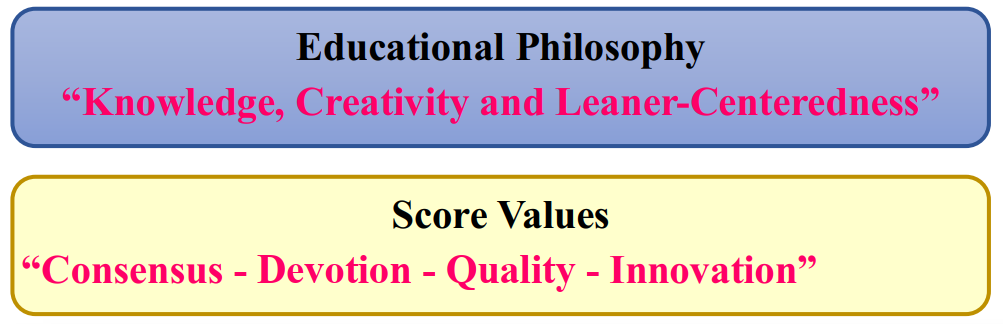 Educational Philosophy
“Knowledge, Creativity and Leaner-Centeredness”
Score Values
“Consensus - Devotion - Quality - Innovation”